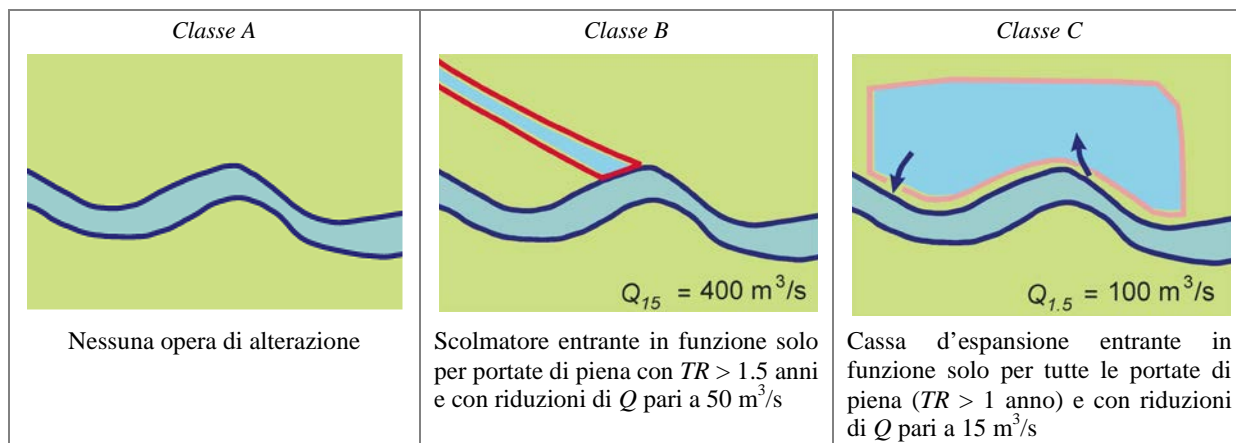 Classe A
Classe B
Classe C
Q15 = 400 m3/s
Q1.5 = 100 m3/s
Nessuna opera di alterazione
Scolmatore entrante in funzione solo
per portate di piena con TR > 1.5 anni
e con riduzioni di Q pari a 50 m3/s
Cassa d'espansione entrante in
funzione solo per tutte le portate di
piena (TR > 1 anno) e con riduzioni
di Q pari a 15 m3/s